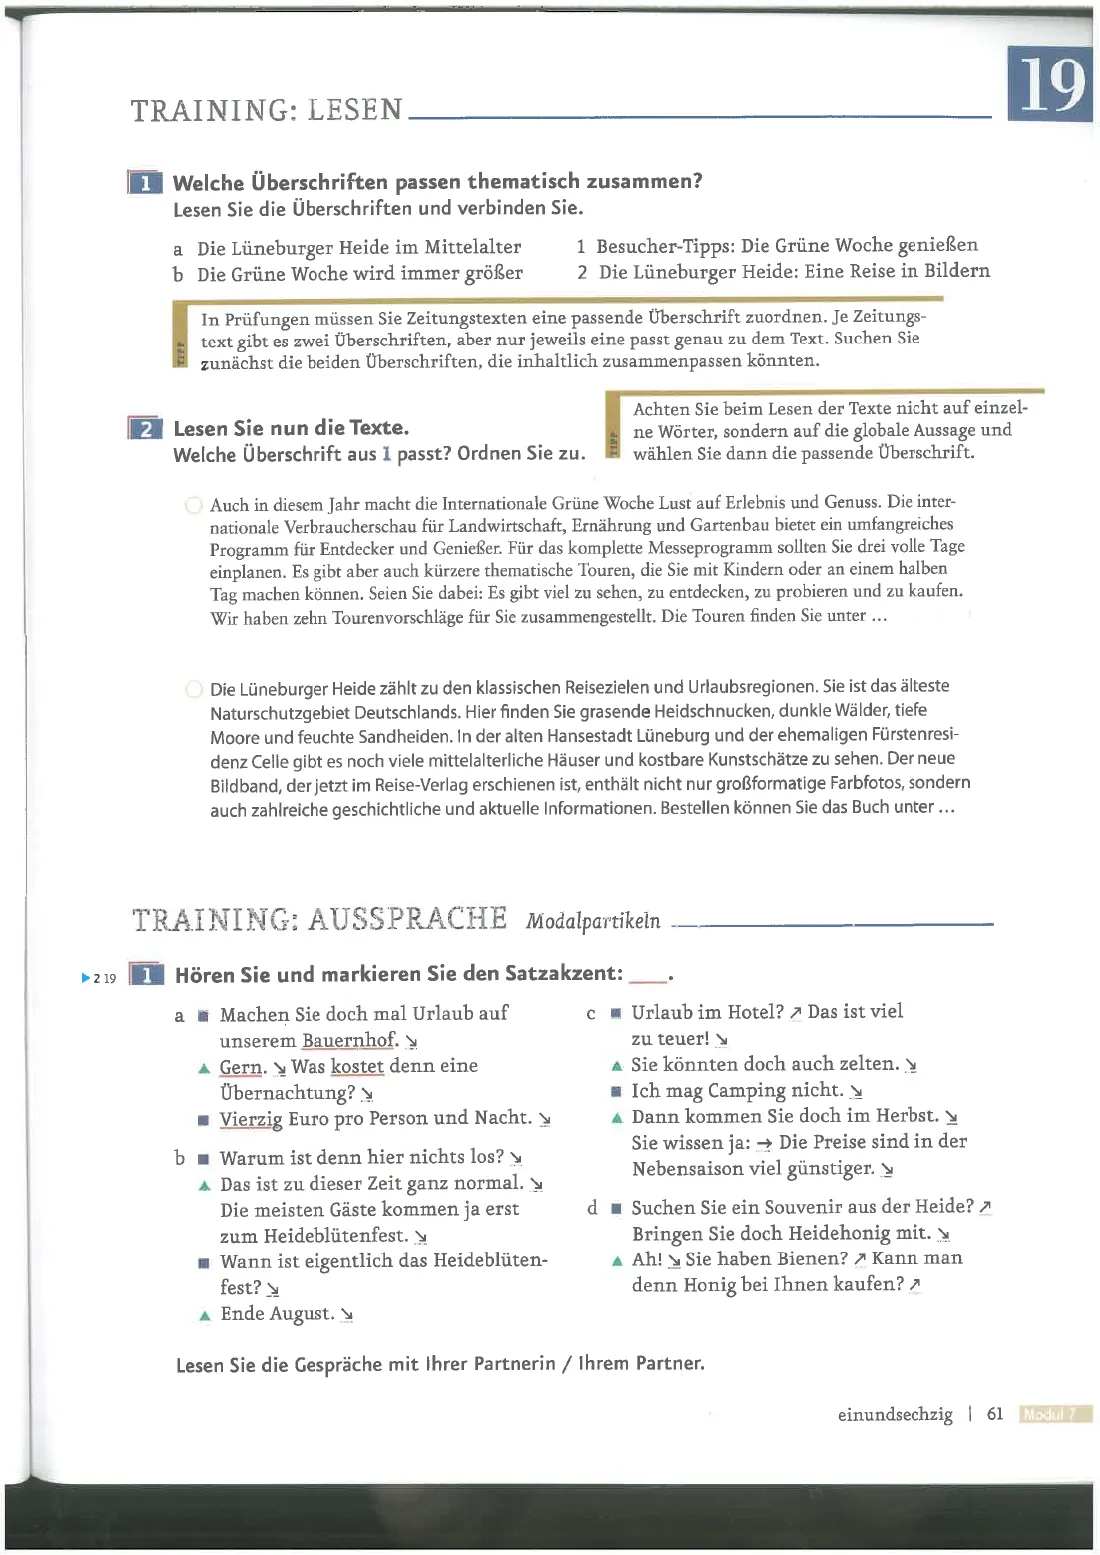 19
TRAINING: LESEN
1 Welche Überschriften passen thematisch zusammen?
Lesen Sie die Überschriften und verbinden Sie.
a Die Lüneburger Heide im Mittelalter
b Die Grüne Woche wird immer größer
1 Besucher-Tipps: Die Grüne Woche genießen
2 Die Lüneburger Heide: Eine Reise in Bildern
TIPP
In Prüfungen müssen Sie Zeitungstexten eine passende Überschrift zuordnen. Je Zeitungs-
text gibt es zwei Überschriften, aber nur jeweils eine passt genau zu dem Text. Suchen Sie
zunächst die beiden Überschriften, die inhaltlich zusammenpassen könnten.
2 Lesen Sie nun die Texte.
Welche Überschrift aus 1 passt? Ordnen Sie zu.
TIPP
Achten Sie beim Lesen der Texte nicht auf einzel-
ne Wörter, sondern auf die globale Aussage und
wählen Sie dann die passende Überschrift.
Auch in diesem Jahr macht die Internationale Grüne Woche Lust auf Erlebnis und Genuss. Die inter-
nationale Verbraucherschau für Landwirtschaft, Ernährung und Gartenbau bietet ein umfangreiches
Programm für Entdecker und Genießer. Für das komplette Messeprogramm sollten Sie drei volle Tage
einplanen. Es gibt aber auch kürzere thematische Touren, die Sie mit Kindern oder an einem halben
Tag machen können. Seien Sie dabei: Es gibt viel zu sehen, zu entdecken, zu probieren und zu kaufen.
Wir haben zehn Tourenvorschläge für Sie zusammengestellt. Die Touren finden Sie unter ...
Die Lüneburger Heide zählt zu den klassischen Reisezielen und Urlaubsregionen. Sie ist das älteste
Naturschutzgebiet Deutschlands. Hier finden Sie grasende Heidschnucken, dunkle Wälder, tiefe
Moore und feuchte Sandheiden. In der alten Hansestadt Lüneburg und der ehemaligen Fürstenresi-
denz Celle gibt es noch viele mittelalterliche Häuser und kostbare Kunstschätze zu sehen. Der neue
Bildband, der jetzt im Reise-Verlag erschienen ist, enthält nicht nur großformatige Farbfotos, sondern
auch zahlreiche geschichtliche und aktuelle Informationen. Bestellen können Sie das Buch unter ...
TRAINING: AUSSPRACHE Modalpartikeln
▶ 2 19 1 Hören Sie und markieren Sie den Satzakzent: ___.
a ■ Machen Sie doch mal Urlaub auf
unserem Bauernhof. ↘
▲ Gern. ↘ Was kostet denn eine
Übernachtung? ↘
■ Vierzig Euro pro Person und Nacht. ↘
b ■ Warum ist denn hier nichts los? ↘
▲ Das ist zu dieser Zeit ganz normal. ↘
Die meisten Gäste kommen ja erst
zum Heideblütenfest. ↘
■ Wann ist eigentlich das Heideblüten-
fest? ↘
▲ Ende August. ↘
c ■ Urlaub im Hotel? ↗ Das ist viel
zu teuer! ↘
▲ Sie könnten doch auch zelten. ↘
■ Ich mag Camping nicht. ↘
▲ Dann kommen Sie doch im Herbst. ↘
Sie wissen ja: → Die Preise sind in der
Nebensaison viel günstiger. ↘
d ■ Suchen Sie ein Souvenir aus der Heide? ↗
Bringen Sie doch Heidehonig mit. ↘
▲ Ah! ↘ Sie haben Bienen? ↗ Kann man
denn Honig bei Ihnen kaufen? ↗
Lesen Sie die Gespräche mit Ihrer Partnerin / Ihrem Partner.
einundsechzig | 61 Modul 7